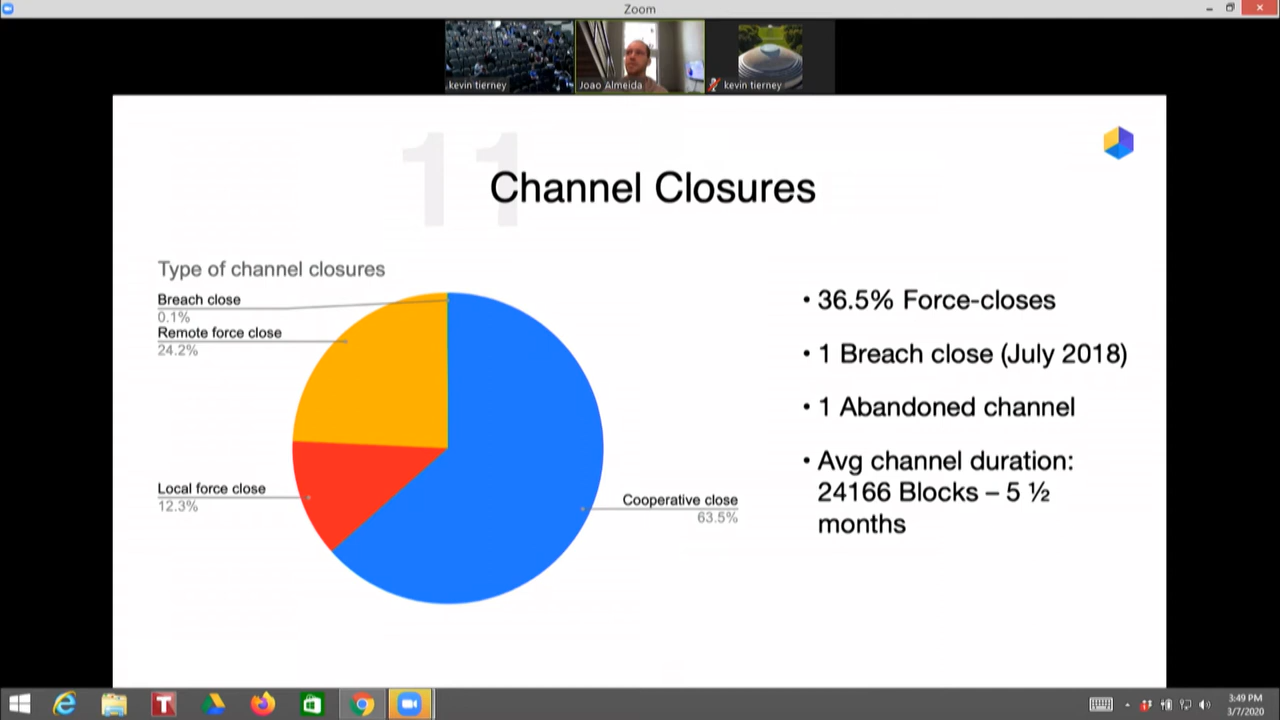 Zoom
kevin tierney
Joao Almeida
kevin tierney
11
Channel Closures
Type of channel closures
Breach close
0.1%
Remote force close
24.2%
Local force close
12.3%
Cooperative close
63.5%
• 36.5% Force-closes
• 1 Breach close (July 2018)
• 1 Abandoned channel
• Avg channel duration:
24166 Blocks – 5 ½
months
T
3:49 PM
3/7/2020